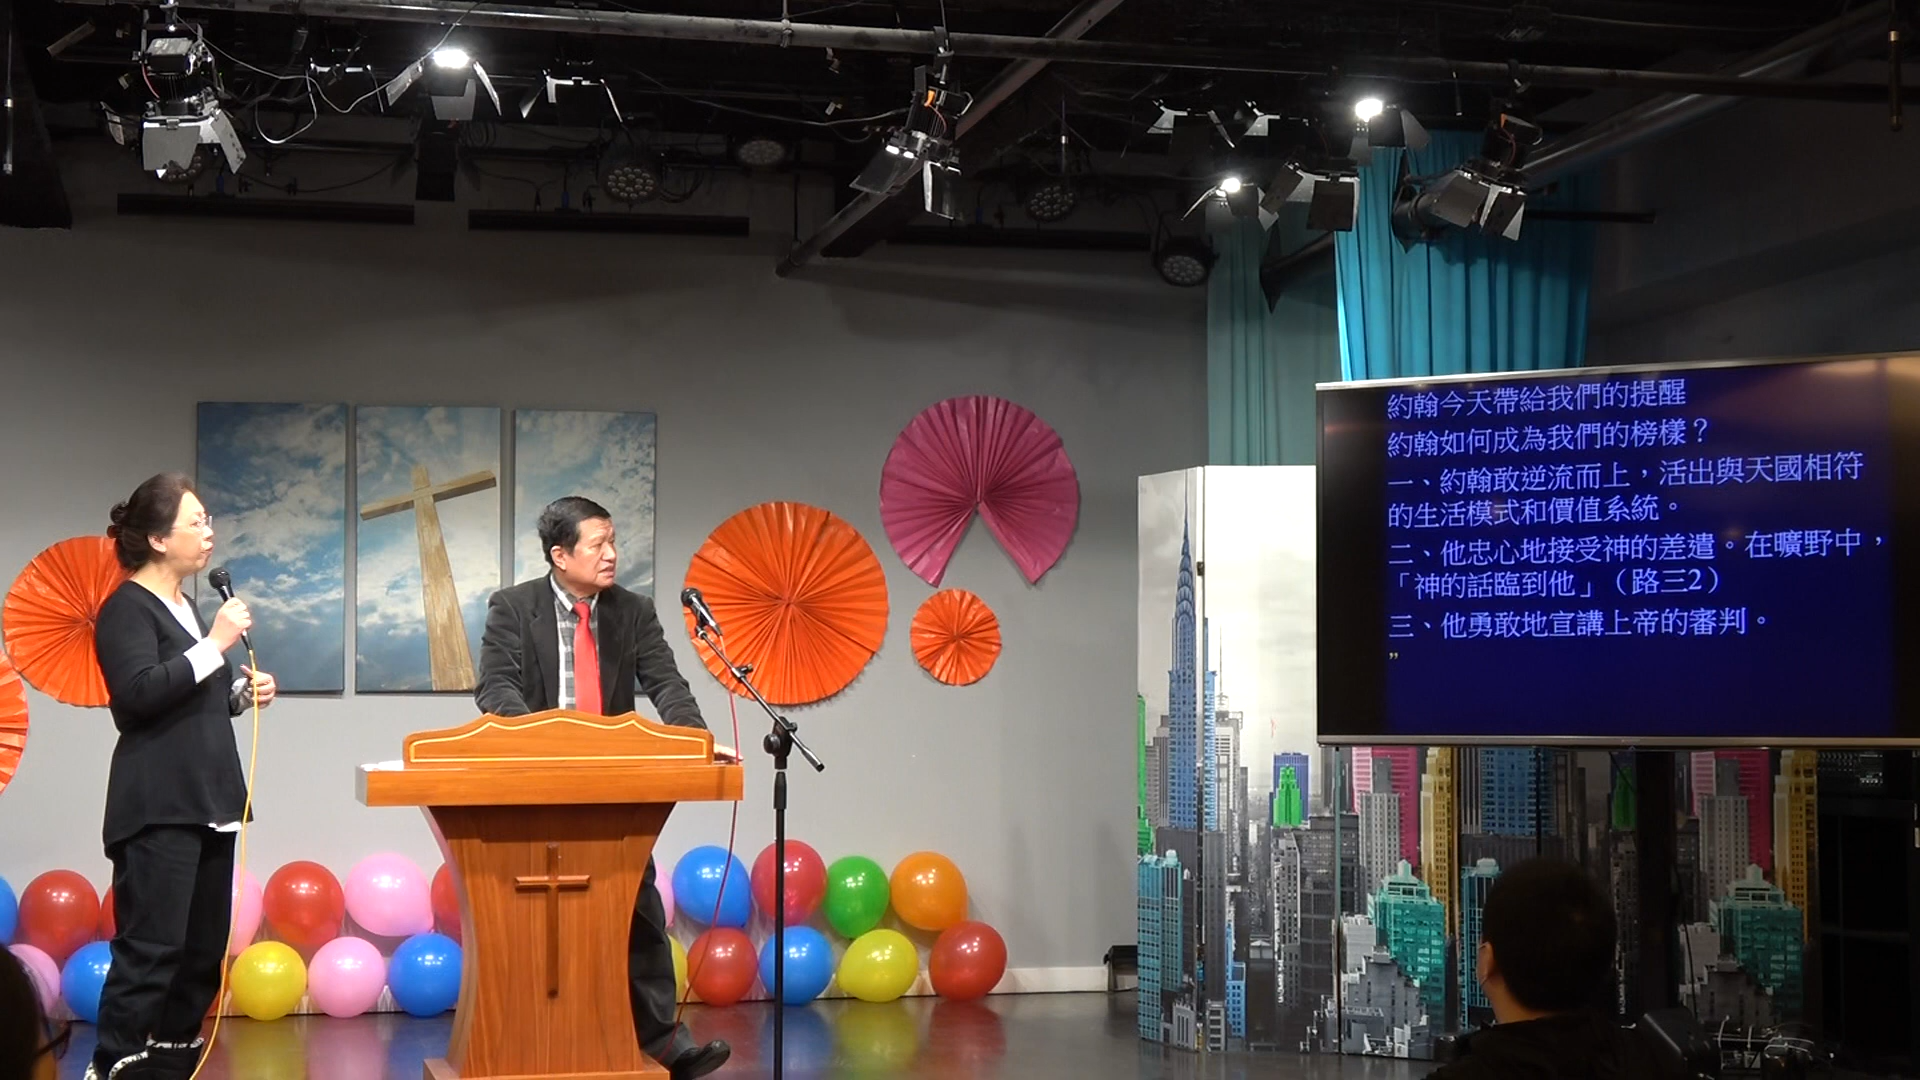 約翰今天帶給我們的提醒
約翰如何成為我們的榜樣？
一、約翰敢逆流而上，活出與天國相符
的生活模式和價值系統。
二、他忠心地接受神的差遣。在曠野中，
「神的話臨到他」（路三2）
三、他勇敢地宣講上帝的審判。
”